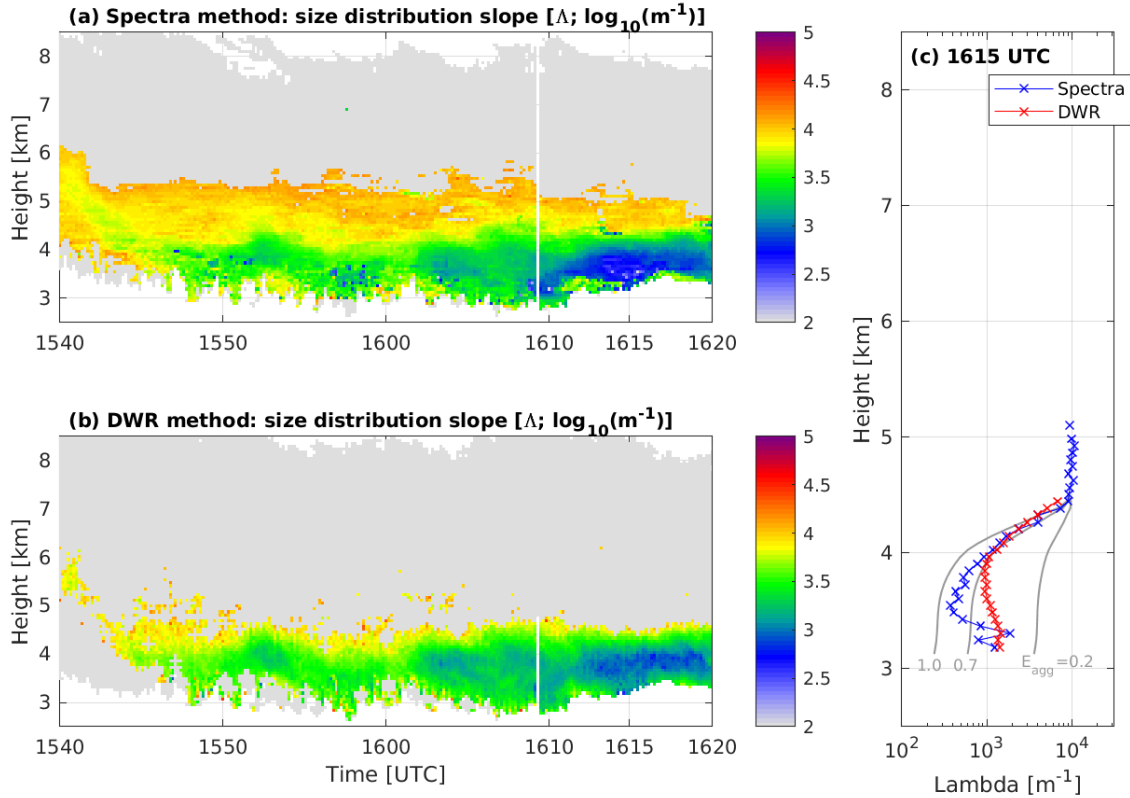 (a) Spectra method: size distribution slope [Λ; log10(m-1)]
Height [km]
8
7
6
5
4
3
1540 1550 1600 1610 1615 1620
5
4.5
4
3.5
3
2.5
2
(b) DWR method: size distribution slope [Λ; log10(m-1)]
Height [km]
8
7
6
5
4
3
1540 1550 1600 1610 1615 1620
Time [UTC]
5
4.5
4
3.5
3
2.5
2
(c) 1615 UTC
Spectra
DWR
Height [km]
8
7
6
5
4
3
1.0 0.7 Eagg=0.2
10^2 10^3 10^4
Lambda [m-1]